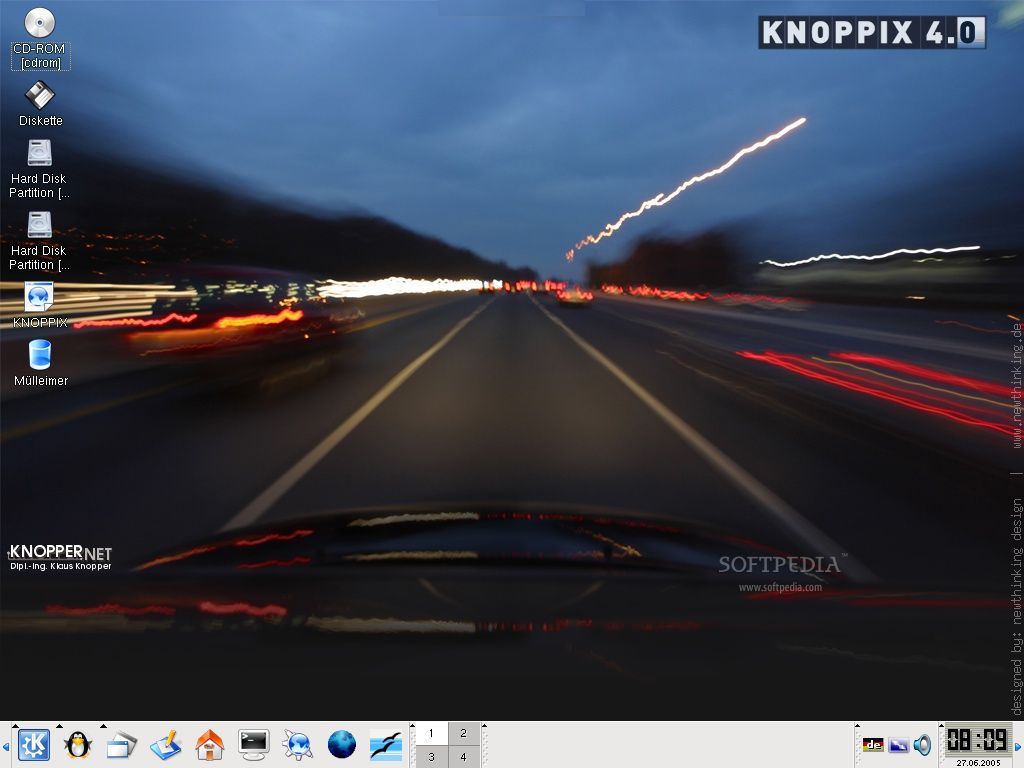 KNOPPIX 4.0
CD-ROM
[cdrom]
Diskette
Hard Disk
Partition [...
Hard Disk
Partition [...
KNOPPIX
Mülleimer
KNOPPER.NET
Dipl.-Ing. Klaus Knopper
SOFTPEDIA™
www.softpedia.com
designed by: newthinking design | www.newthinking.de
1 2
3 4
de
08:09
27.06.2005